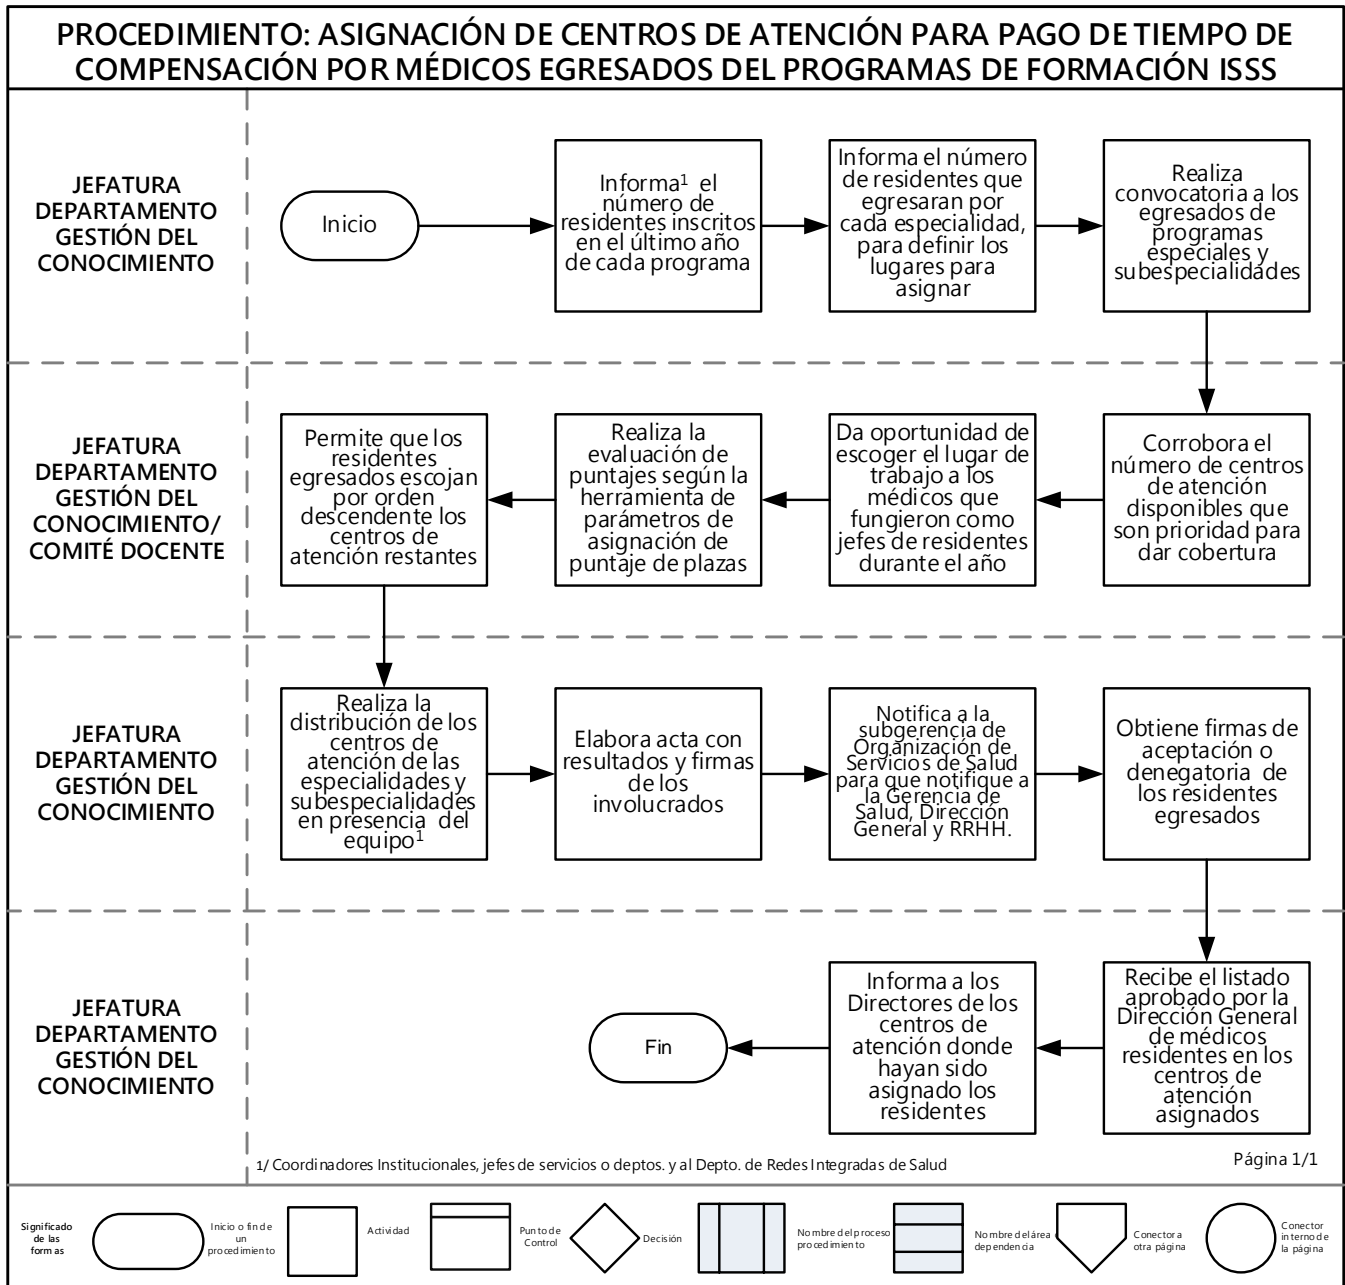 PROCEDIMIENTO: ASIGNACIÓN DE CENTROS DE ATENCIÓN PARA PAGO DE TIEMPO DE
COMPENSACIÓN POR MÉDICOS EGRESADOS DEL PROGRAMAS DE FORMACIÓN ISSS
JEFATURA
DEPARTAMENTO
GESTIÓN DEL
CONOCIMIENTO
Inicio
Informa¹ el
número de
residentes inscritos
en el último año
de cada programa
Informa el número
de residentes que
egresaran por
cada especialidad,
para definir los
lugares para
asignar
Realiza
convocatoria a los
egresados de
programas
especiales y
subespecialidades
JEFATURA
DEPARTAMENTO
GESTIÓN DEL
CONOCIMIENTO/
COMITÉ DOCENTE
Permite que los
residentes
egresados escojan
por orden
descendente los
centros de
atención restantes
Realiza la
evaluación de
puntajes según la
herramienta de
parámetros de
asignación de
puntaje de plazas
Da oportunidad de
escoger el lugar de
trabajo a los
médicos que
fungieron como
jefes de residentes
durante el año
Corrobora el
número de centros
de atención
disponibles que
son prioridad para
dar cobertura
JEFATURA
DEPARTAMENTO
GESTIÓN DEL
CONOCIMIENTO
Realiza la
distribución de los
centros de
atención de las
especialidades y
subespecialidades
en presencia del
equipo¹
Elabora acta con
resultados y firmas
de los
involucrados
Notifica a la
subgerencia de
Organización de
Servicios de Salud
para que notifique a
la Gerencia de
Salud, Dirección
General y RRHH.
Obtiene firmas de
aceptación o
denegatoria de
los residentes
egresados
JEFATURA
DEPARTAMENTO
GESTIÓN DEL
CONOCIMIENTO
Fin
Informa a los
Directores de los
centros de
atención donde
hayan sido
asignado los
residentes
Recibe el listado
aprobado por la
Dirección General
de médicos
residentes en los
centros de
atención
asignados
1/ Coordinadores Institucionales, jefes de servicios o deptos. y al Depto. de Redes Integradas de Salud
Página 1/1
Significado
de las
formas
Inicio o fin de
un
procedimiento
Actividad
Punto de
Control
Decisión
Nombre del proceso
procedimiento
Nombre del área
dependencia
Conector a
otra página
Conector
interno de
la página